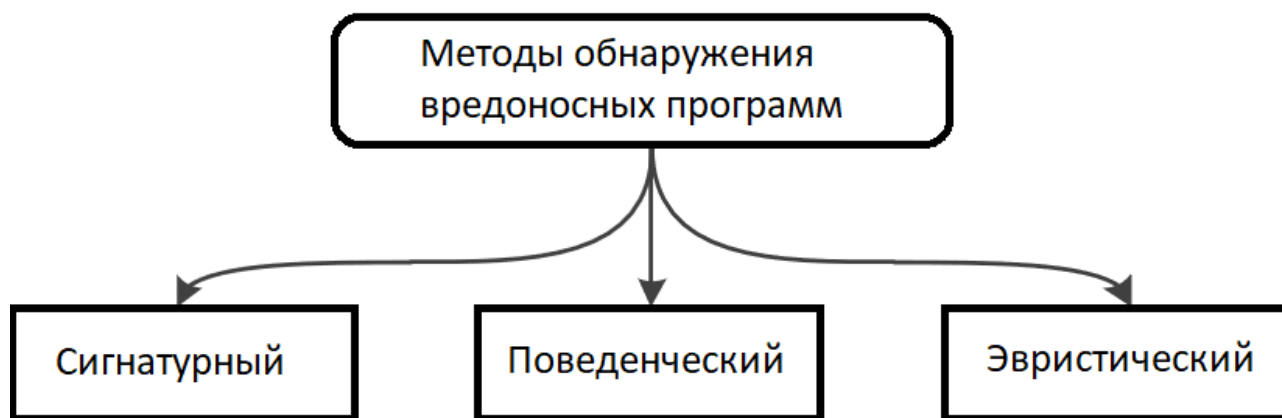 Методы обнаружения
вредоносных программ
Сигнатурный
Поведенческий
Эвристический